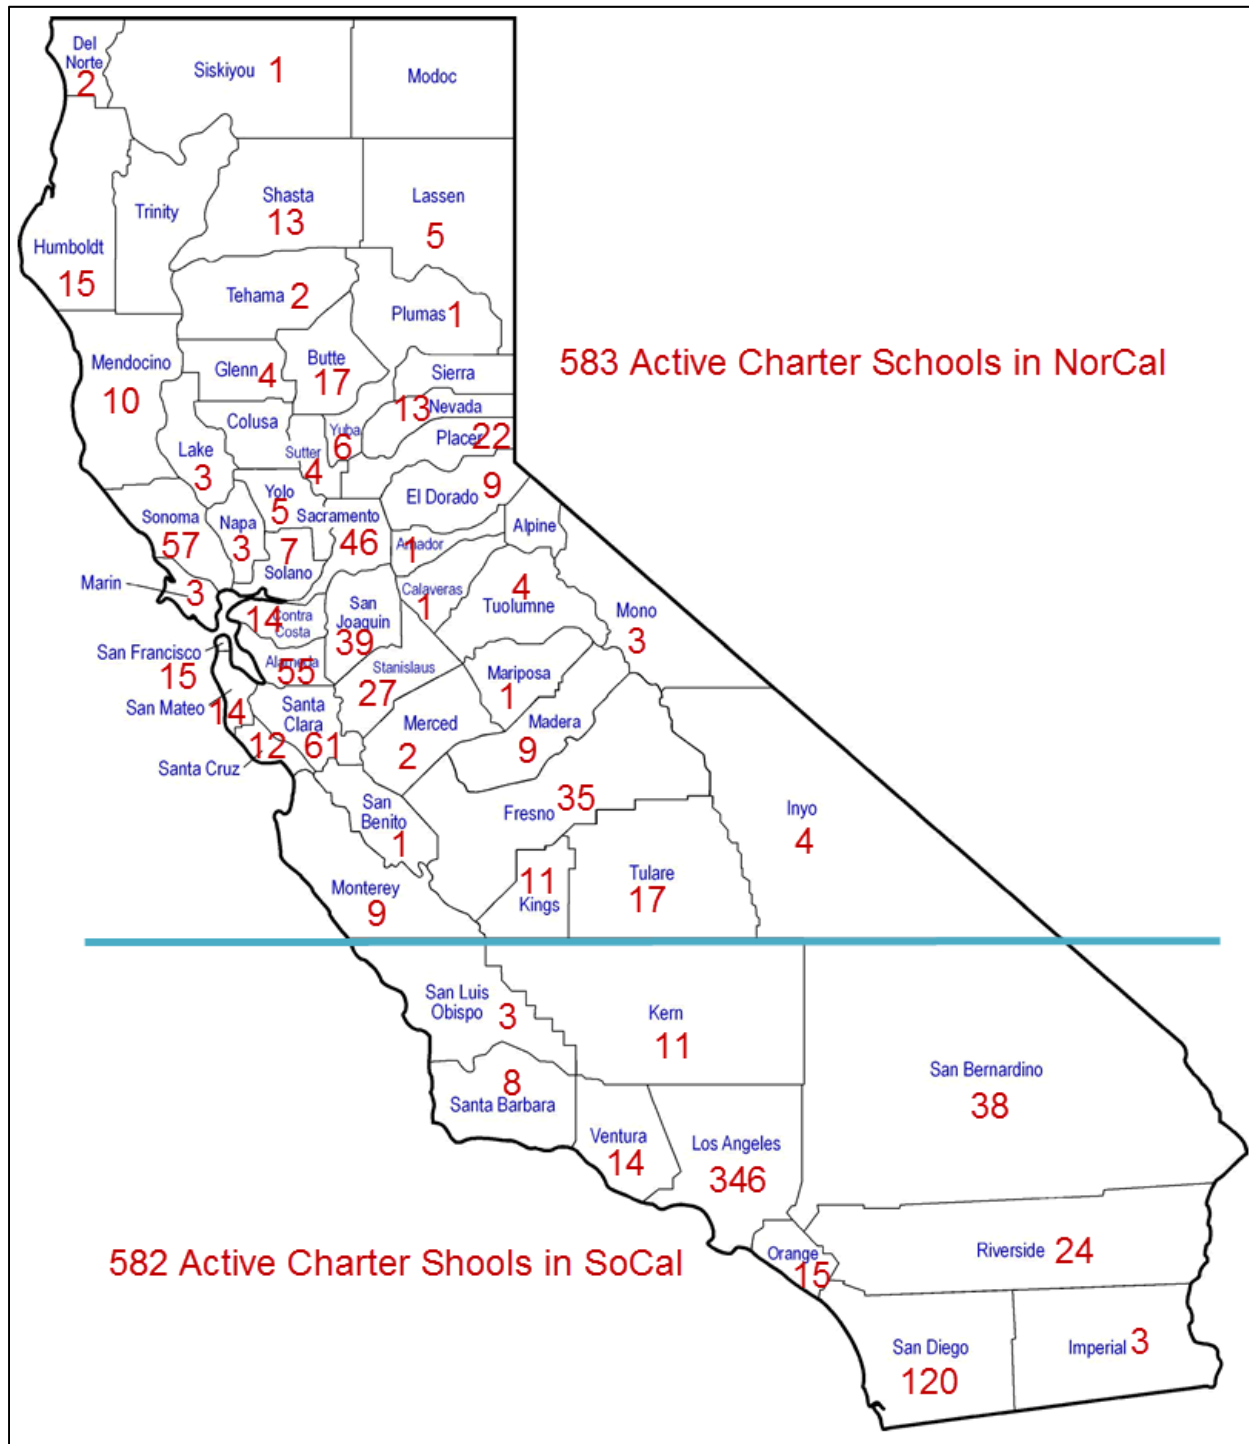 Del
Norte
2
Siskiyou 1
Modoc
Shasta
13
Lassen
5
Trinity
Humboldt
15
Tehama 2
Plumas 1
Mendocino
10
Glenn 4
Butte
17
Sierra
583 Active Charter Schools in NorCal
13 Nevada
Colusa
Yuba
6
Placer 22
Lake
3
Sutter
4
Yolo
5
El Dorado 9
Sonoma
57
Napa
3
Sacramento
46
Alpine
7
Solano
Amador
1
Marin
3
Calaveras
1
4
Tuolumne
Mono
3
14
Contra
Costa
San
Joaquin
39
San Francisco
15
Alameda
55
Stanislaus
27
Mariposa
1
San Mateo
14
Santa
Clara
61
Merced
2
Madera
9
12
Santa Cruz
San
Benito
1
Fresno 35
Inyo
4
Monterey
9
11
Kings
Tulare
17
San Luis
Obispo 3
Kern
11
8
Santa Barbara
San Bernardino
38
Ventura
14
Los Angeles
346
582 Active Charter Shools in SoCal
Orange
15
Riverside 24
San Diego
120
Imperial 3